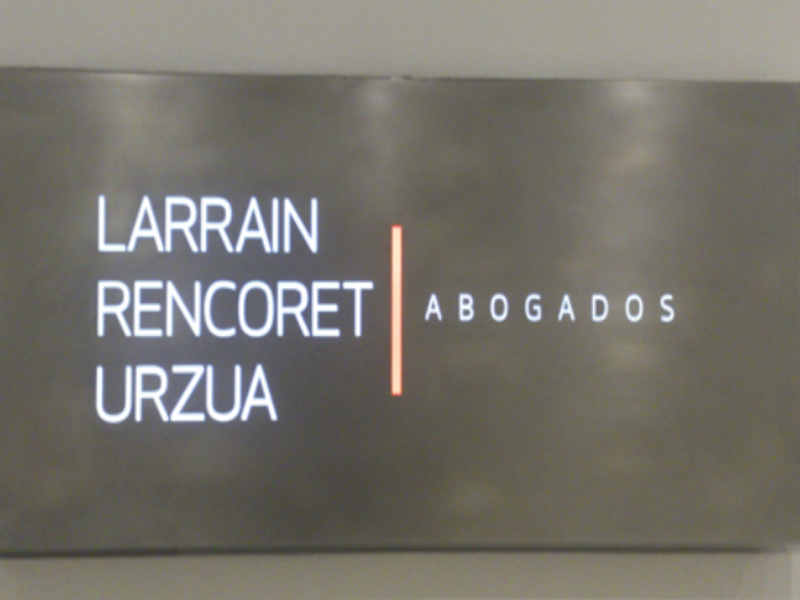 LARRAIN
RENCORET
URZUA
ABOGADOS